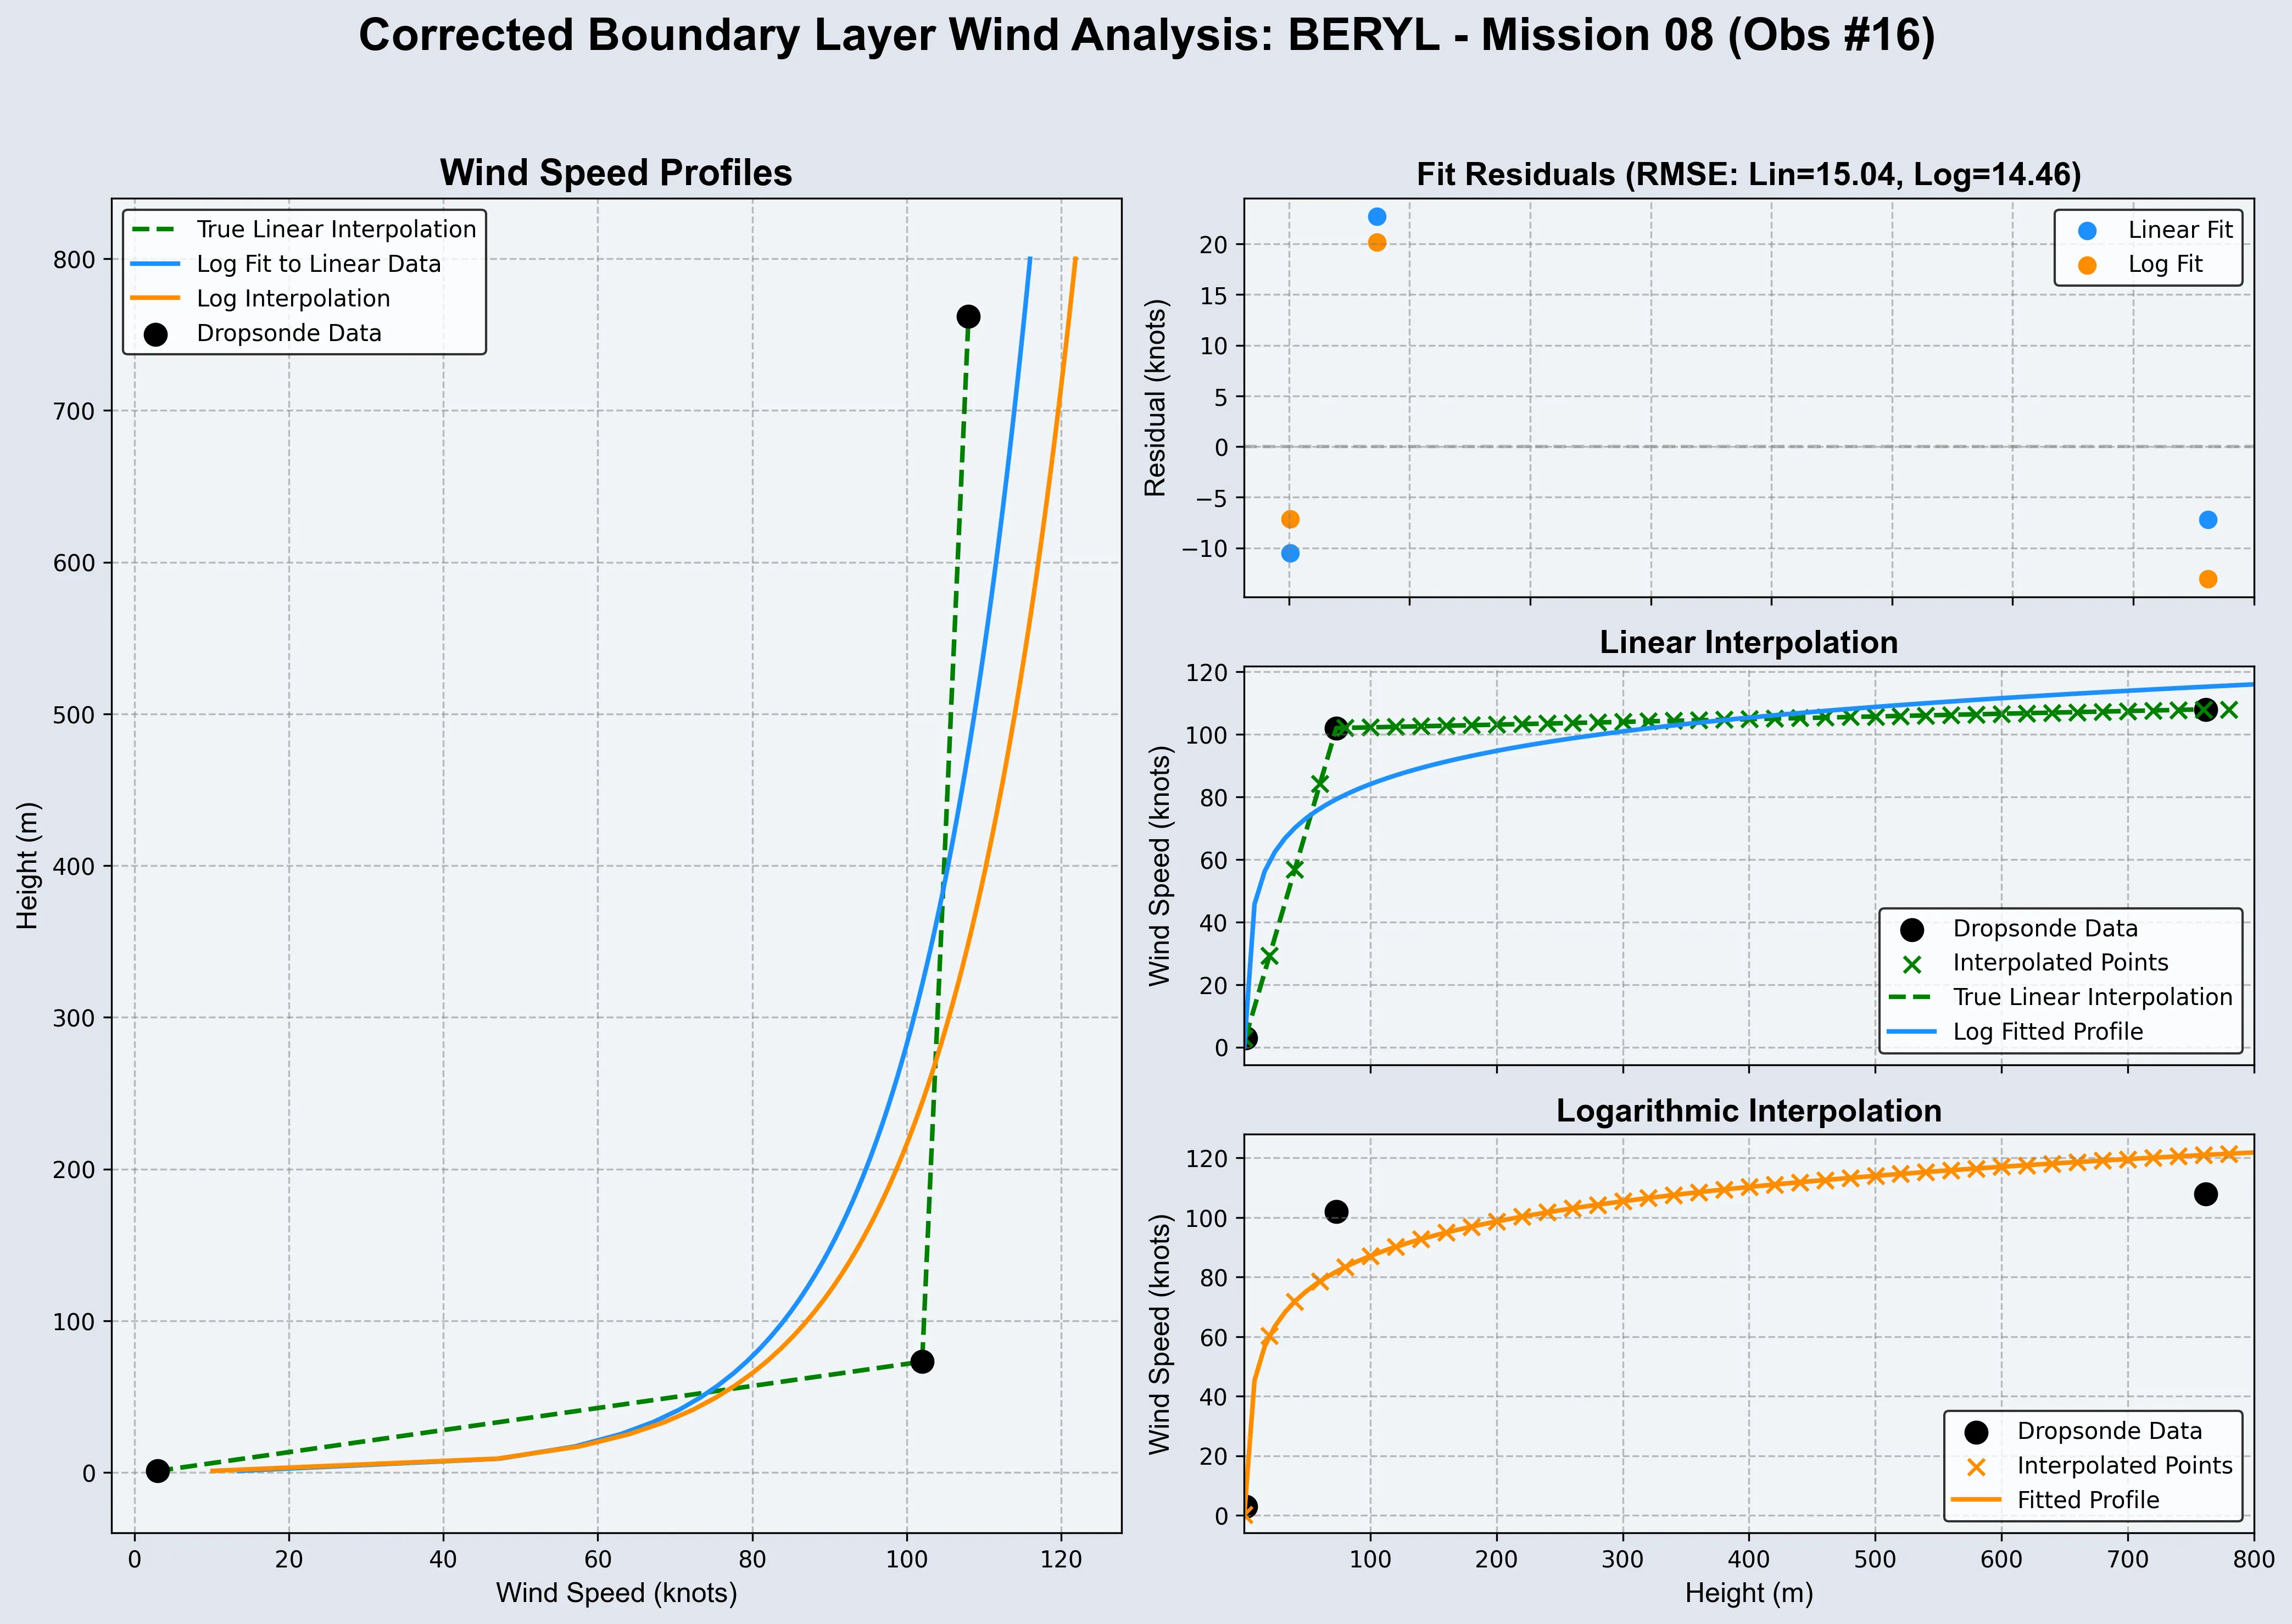 Corrected Boundary Layer Wind Analysis: BERYL - Mission 08 (Obs #16)
Wind Speed Profiles
True Linear Interpolation
Log Fit to Linear Data
Log Interpolation
Dropsonde Data
800
700
600
500
400
300
200
100
0
Height (m)
0 20 40 60 80 100 120
Wind Speed (knots)
Fit Residuals (RMSE: Lin=15.04, Log=14.46)
Linear Fit
Log Fit
20
15
10
5
0
−5
−10
Residual (knots)
Linear Interpolation
120
100
80
60
40
20
0
Wind Speed (knots)
Dropsonde Data
Interpolated Points
True Linear Interpolation
Log Fitted Profile
Logarithmic Interpolation
120
100
80
60
40
20
0
Wind Speed (knots)
Dropsonde Data
Interpolated Points
Fitted Profile
100 200 300 400 500 600 700 800
Height (m)